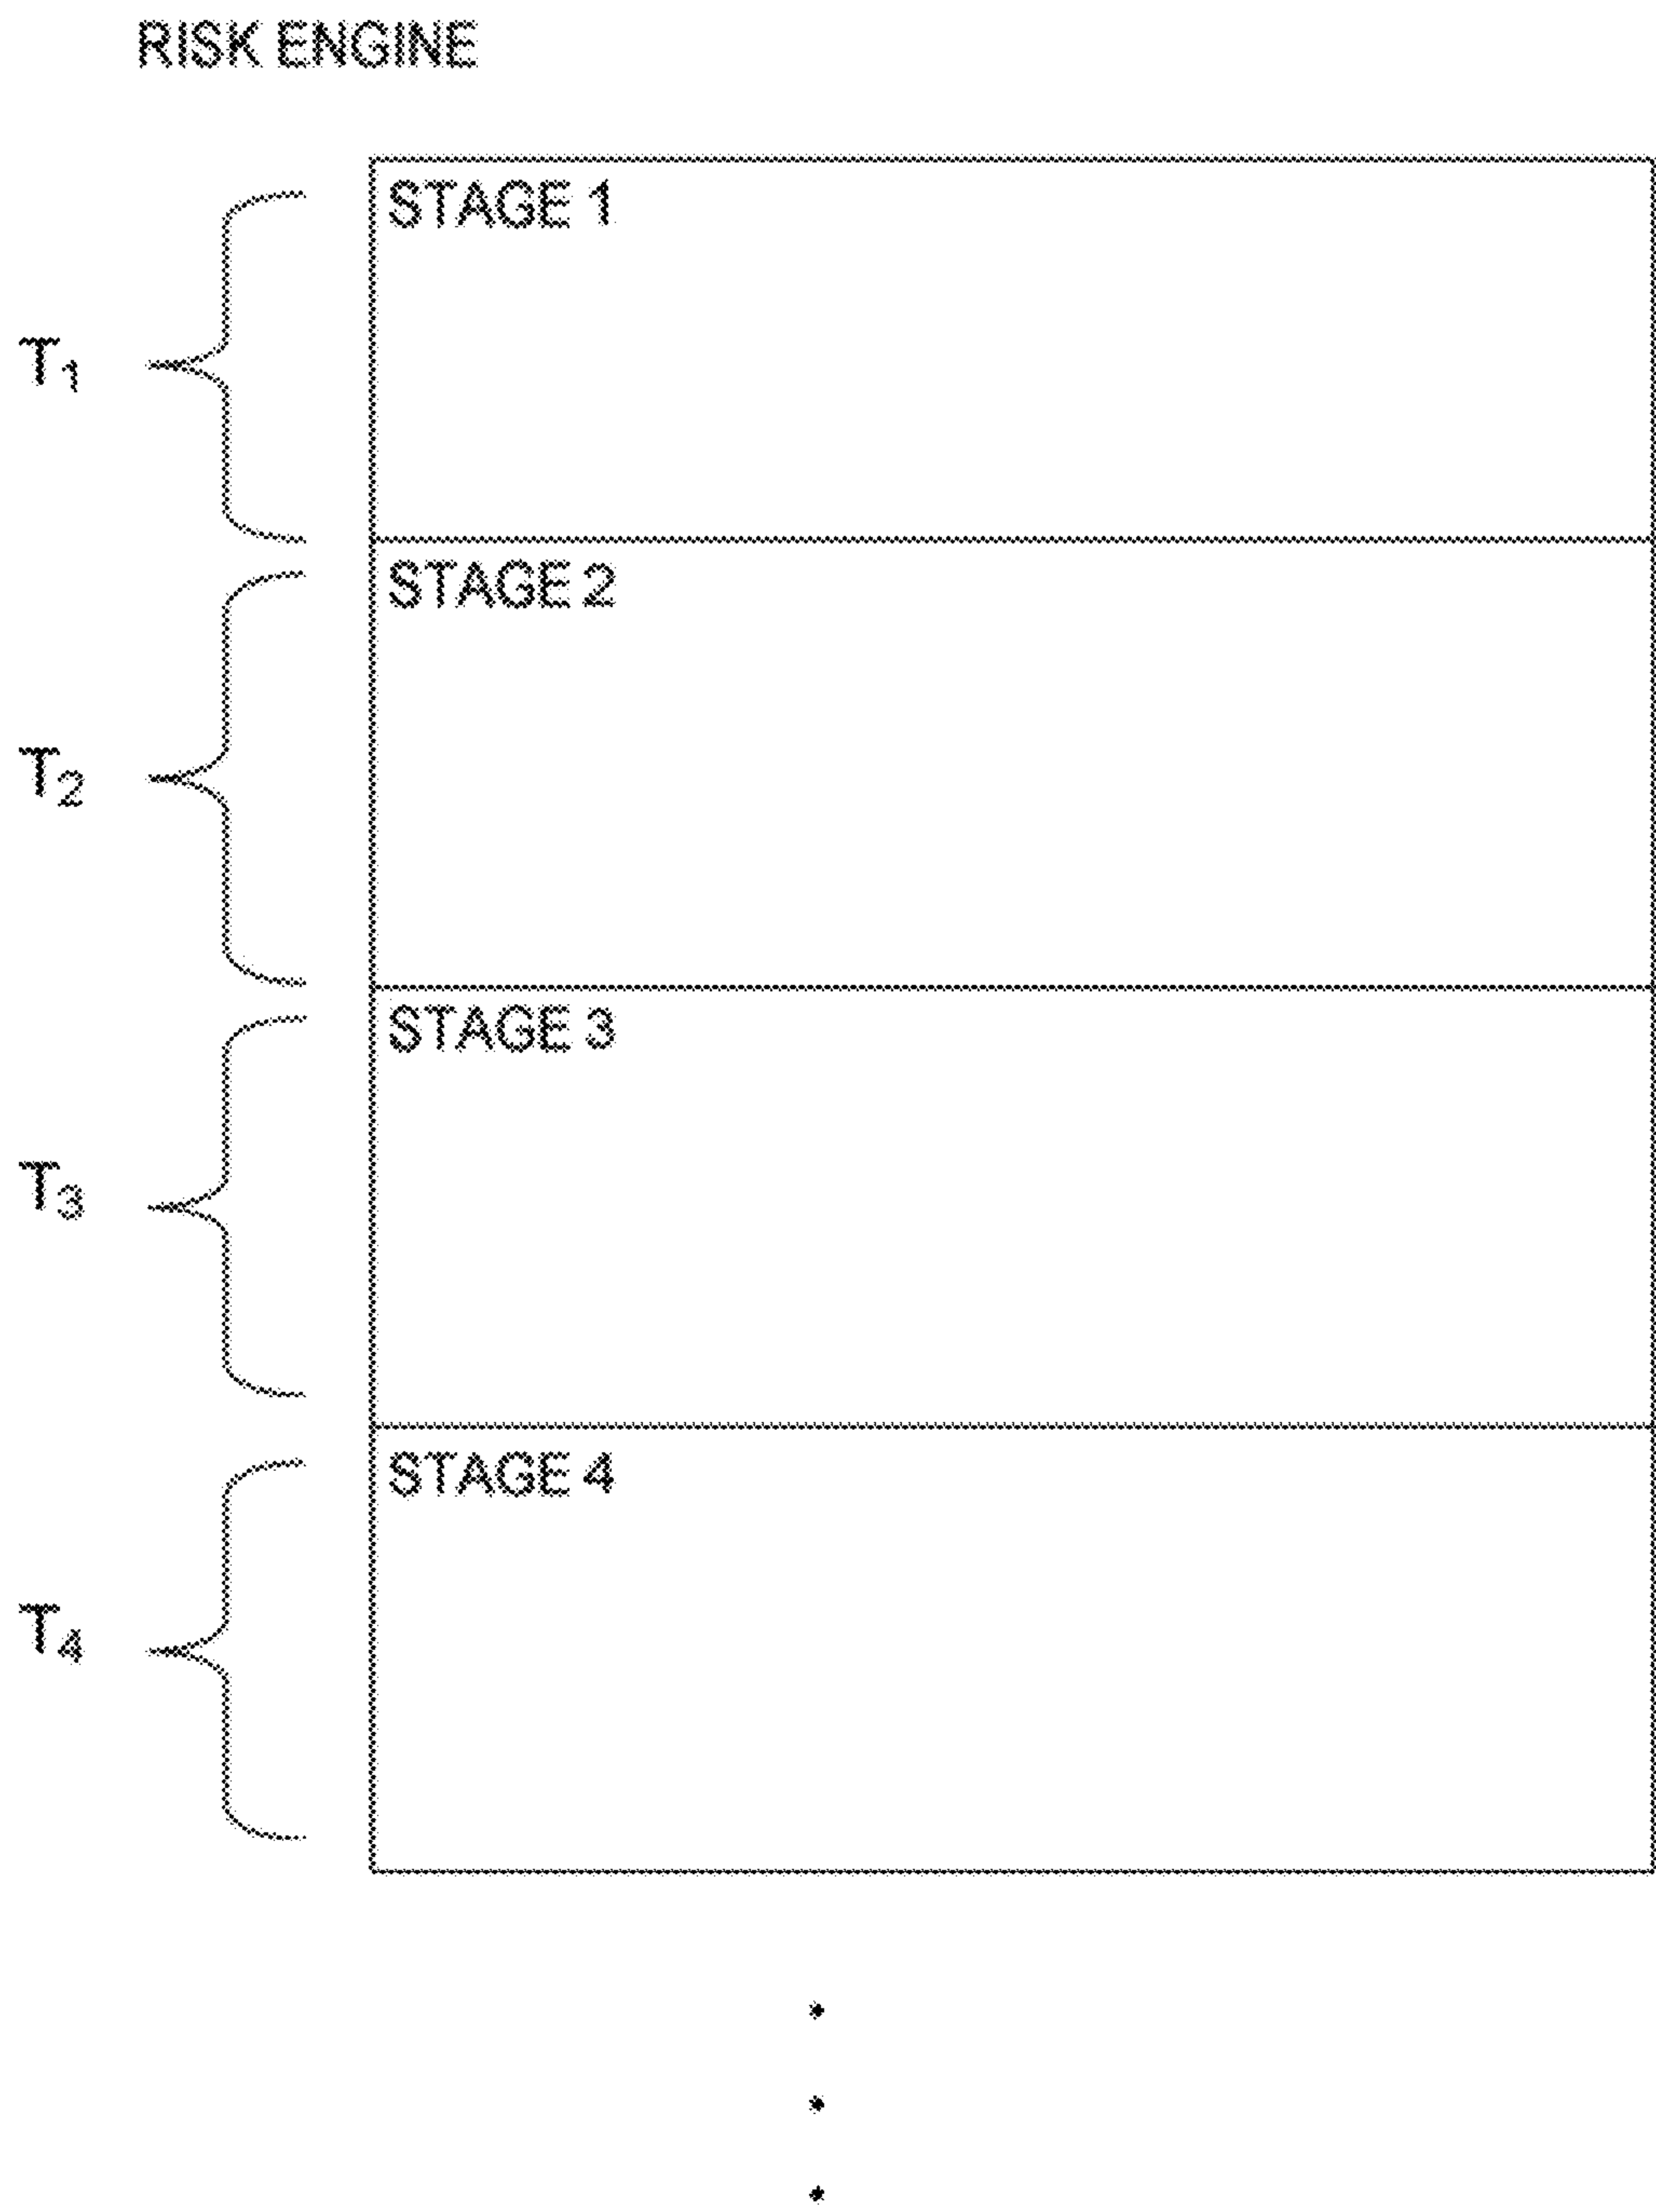 RISK ENGINE
STAGE 1
T1
STAGE 2
T2
STAGE 3
T3
STAGE 4
T4